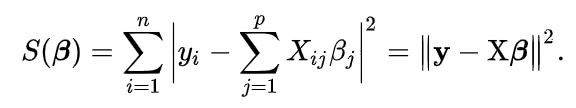 S(𝜷) = ∑_{i=1}^{n} |y_i − ∑_{j=1}^{p} X_{ij} β_j|² = ‖𝐲 − X𝜷‖².